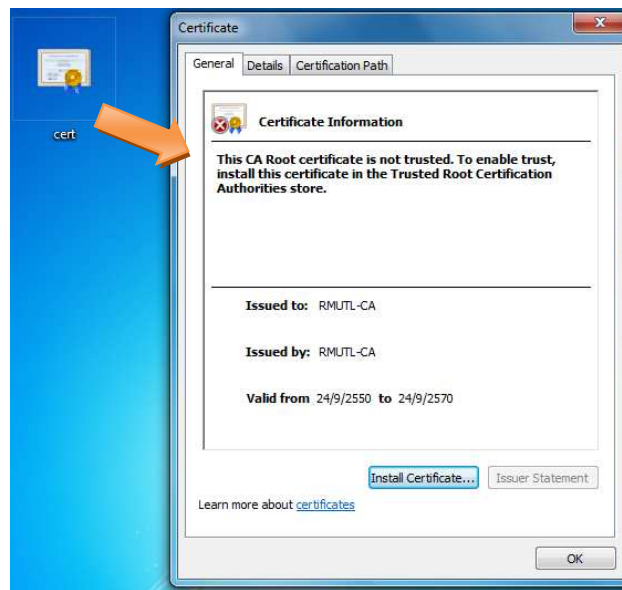 Certificate
General Details Certification Path
cert
Certificate Information
This CA Root certificate is not trusted. To enable trust,
install this certificate in the Trusted Root Certification
Authorities store.
Issued to: RMUTL-CA
Issued by: RMUTL-CA
Valid from 24/9/2550 to 24/9/2570
Install Certificate... Issuer Statement
Learn more about certificates
OK